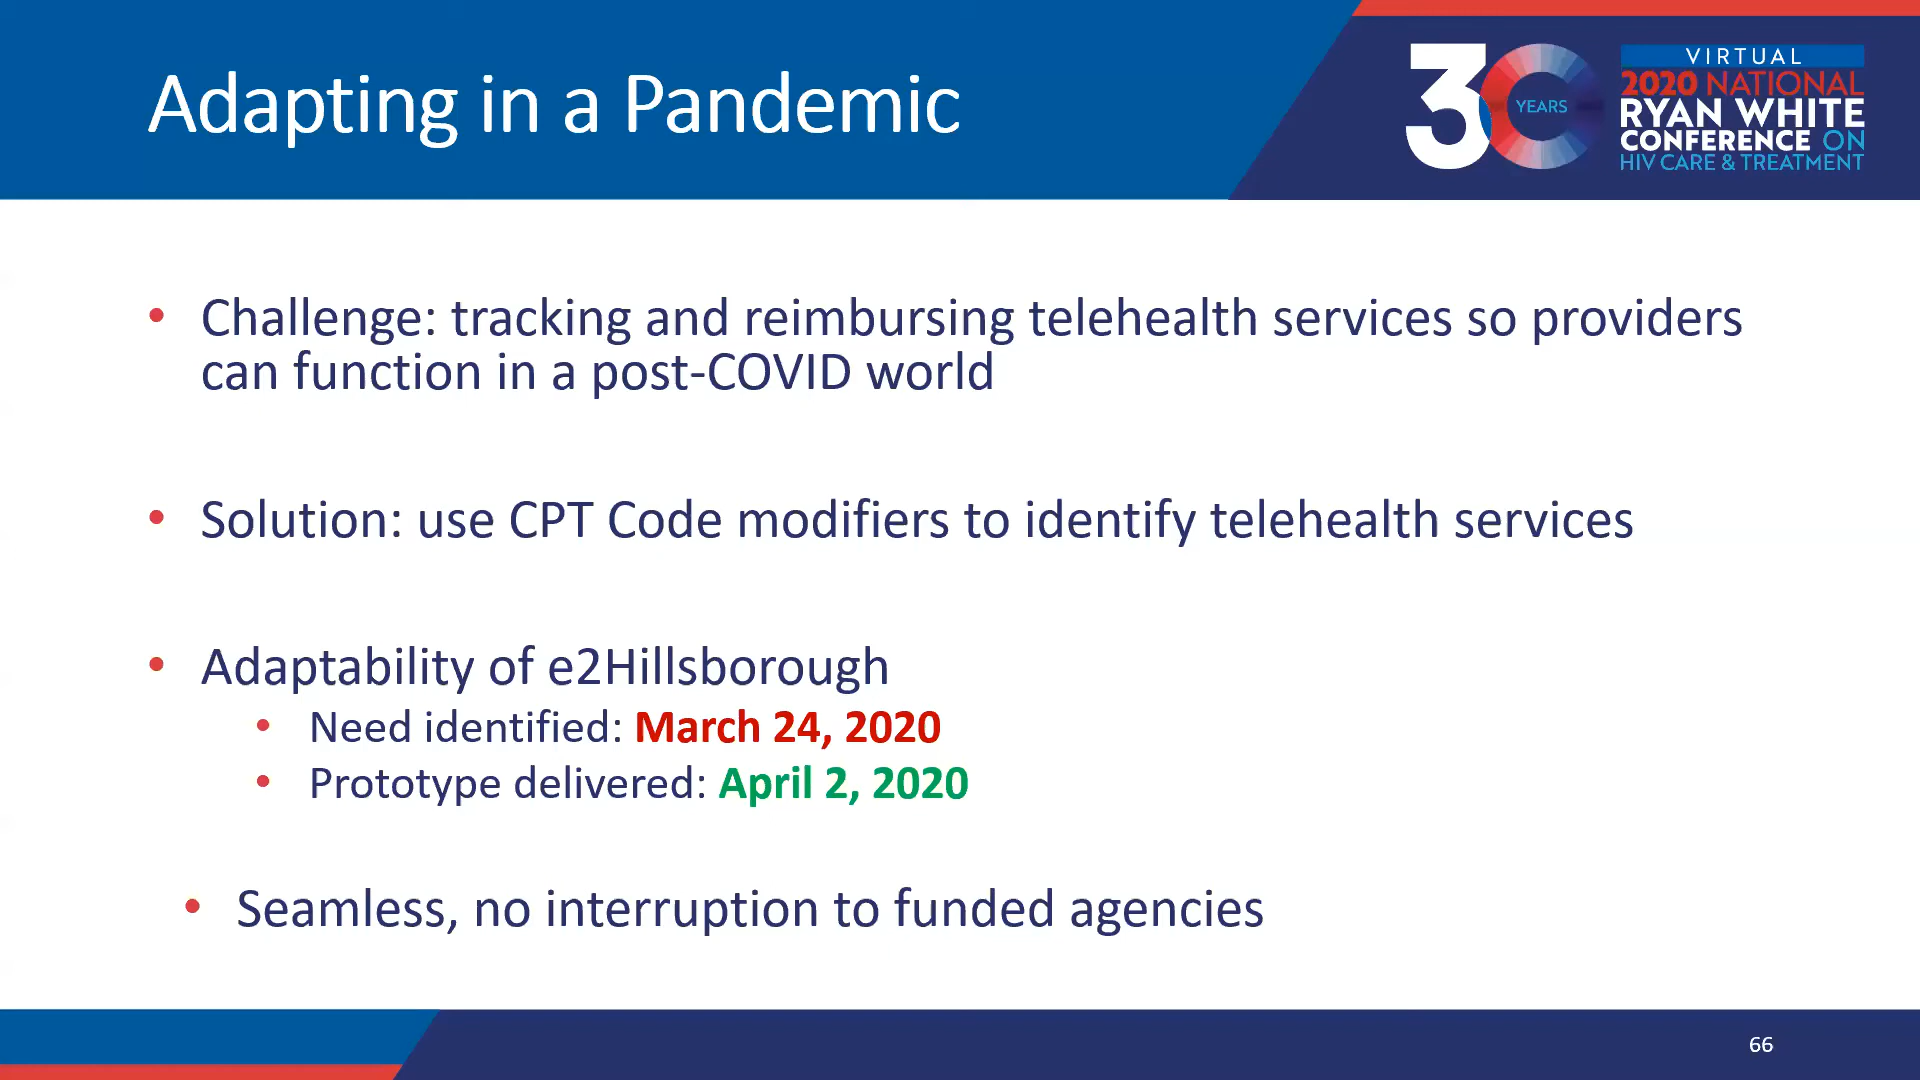 Adapting in a Pandemic
30 YEARS
VIRTUAL
2020 NATIONAL
RYAN WHITE
CONFERENCE ON
HIV CARE & TREATMENT
• Challenge: tracking and reimbursing telehealth services so providers
can function in a post-COVID world
• Solution: use CPT Code modifiers to identify telehealth services
• Adaptability of e2Hillsborough
• Need identified: March 24, 2020
• Prototype delivered: April 2, 2020
• Seamless, no interruption to funded agencies
66